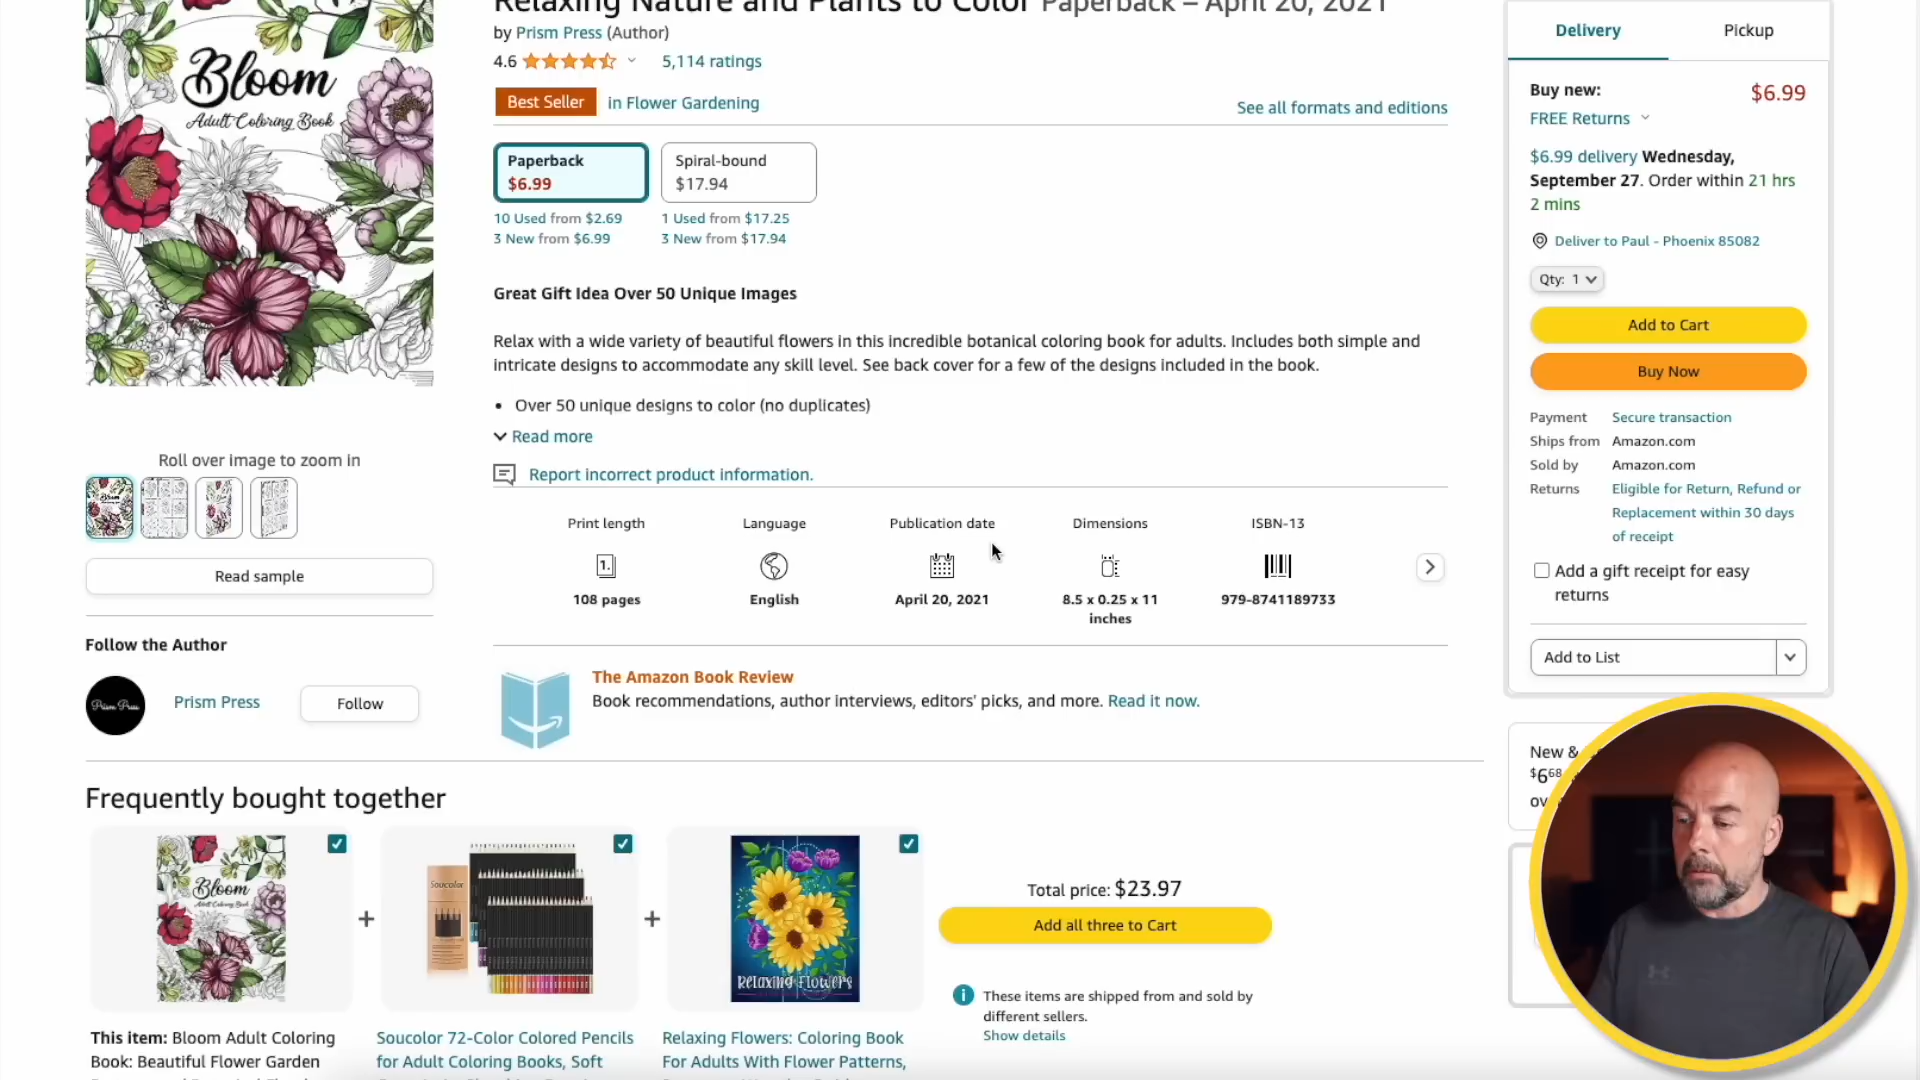 Relaxing Nature and Plants to Color Paperback – April 20, 2021
by Prism Press (Author)
4.6 5,114 ratings
Best Seller in Flower Gardening
See all formats and editions
Paperback
$6.99
Spiral-bound
$17.94
10 Used from $2.69
3 New from $6.99
1 Used from $17.25
3 New from $17.94
Great Gift Idea Over 50 Unique Images
Relax with a wide variety of beautiful flowers in this incredible botanical coloring book for adults. Includes both simple and
intricate designs to accommodate any skill level. See back cover for a few of the designs included in the book.
• Over 50 unique designs to color (no duplicates)
Read more
Report incorrect product information.
Print length
1.
108 pages
Language
English
Publication date
April 20, 2021
Dimensions
8.5 x 0.25 x 11
inches
ISBN-13
979-8741189733
The Amazon Book Review
Book recommendations, author interviews, editors' picks, and more. Read it now.
Bloom
Adult Coloring Book
Roll over image to zoom in
Read sample
Follow the Author
Prism Press
Prism Press
Follow
Delivery
Pickup
Buy new: $6.99
FREE Returns
$6.99 delivery Wednesday,
September 27. Order within 21 hrs
2 mins
Deliver to Paul - Phoenix 85082
Qty: 1
Add to Cart
Buy Now
Payment Secure transaction
Ships from Amazon.com
Sold by Amazon.com
Returns Eligible for Return, Refund or
Replacement within 30 days
of receipt
Add a gift receipt for easy
returns
Add to List
New &
$6.68
Frequently bought together
Bloom
Adult Coloring Book
+
Soucolor
+
Relaxing Flowers
Total price: $23.97
Add all three to Cart
These items are shipped from and sold by
different sellers.
Show details
This item: Bloom Adult Coloring
Book: Beautiful Flower Garden
Soucolor 72-Color Colored Pencils
for Adult Coloring Books, Soft
Relaxing Flowers: Coloring Book
For Adults With Flower Patterns,